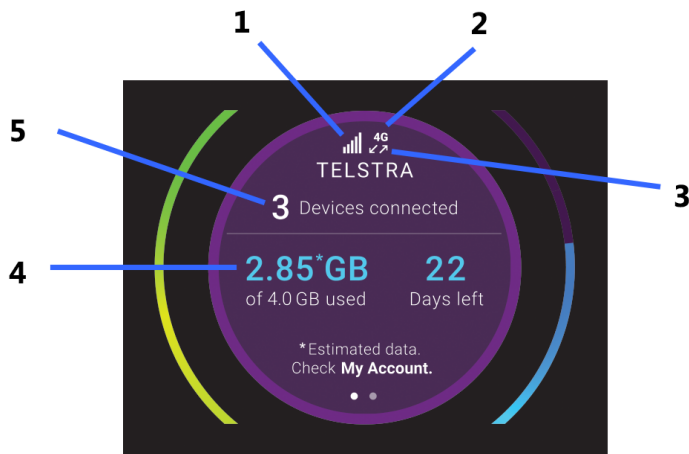 1
2
5
4G
TELSTRA
3
3 Devices connected
4
2.85*GB
of 4.0 GB used
22
Days left
*Estimated data.
Check My Account.